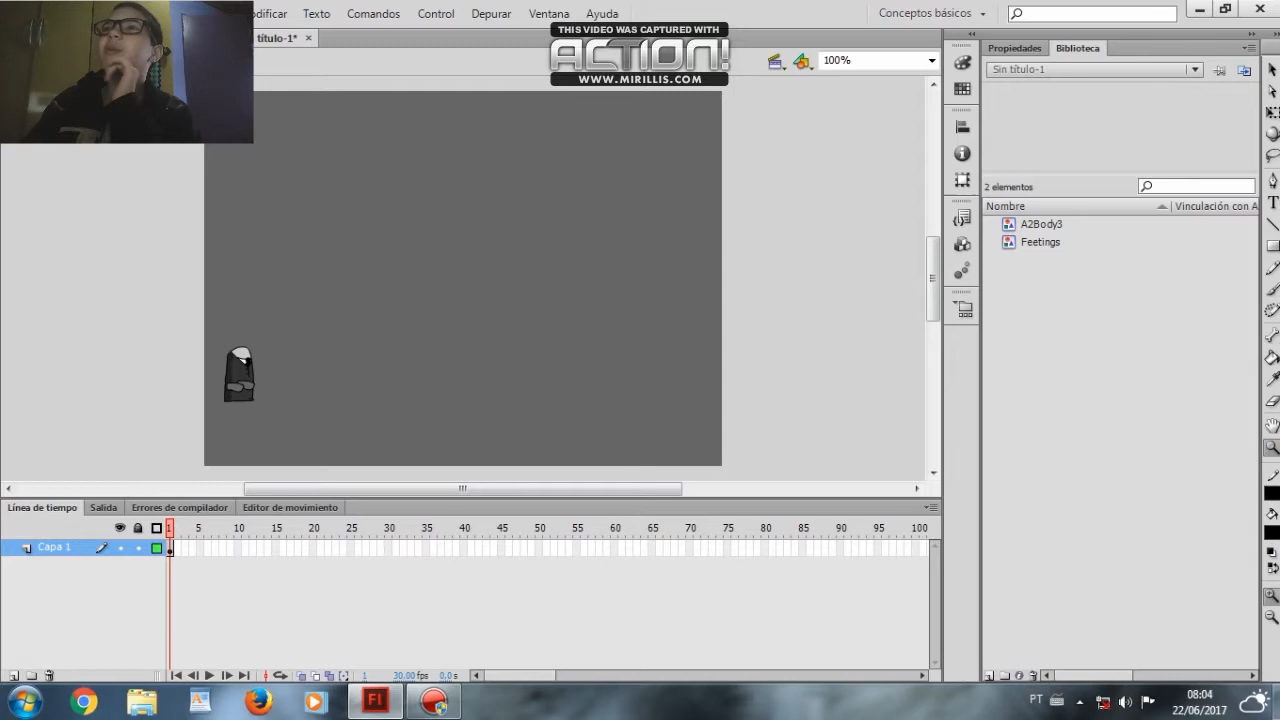 odificar Texto Comandos Control Depurar Ventana Ayuda
Conceptos básicos
título-1*
THIS VIDEO WAS CAPTURED WITH
ACTION!
WWW.MIRILLIS.COM
100%
Propiedades Biblioteca
Sin título-1
2 elementos
Nombre Vinculación con A
A2Body3
Feetings
Línea de tiempo Salida Errores de compilador Editor de movimiento
1 5 10 15 20 25 30 35 40 45 50 55 60 65 70 75 80 85 90 95 100
Capa 1
1 30,00 fps 0,0 s
Fl
PT
08:04
22/06/2017